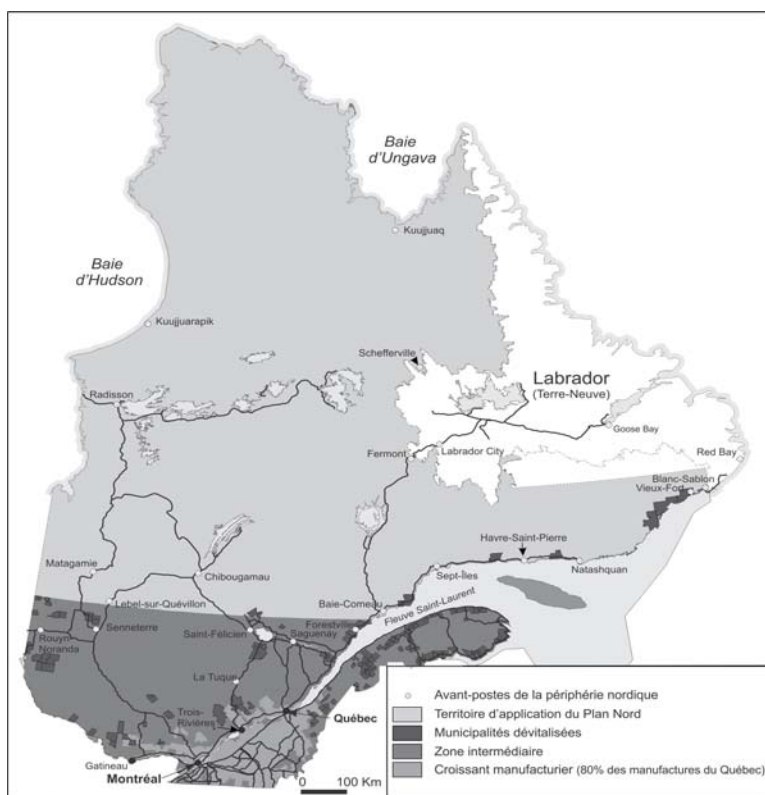 Baie
d'Ungava
Kuujjuaq
Baie
d'Hudson
Kuujjuarapik
Schefferville
Labrador
(Terre-Neuve)
Radisson
Goose Bay
Fermont
Labrador City
Red Bay
Blanc-Sablon
Vieux-Fort
Havre-Saint-Pierre
Matagamie
Chibougamau
Sept-Îles
Natashquan
Lebel-sur-Quévillon
Baie-Comeau
Fleuve Saint-Laurent
Forestville
Rouyn-
Noranda
Senneterre
Saint-Félicien
Saguenay
La Tuque
Trois-
Rivières
Québec
Gatineau
Montréal
0 100 Km
Avant-postes de la périphérie nordique
Territoire d'application du Plan Nord
Municipalités dévitalisées
Zone intermédiaire
Croissant manufacturier (80% des manufactures du Québec)